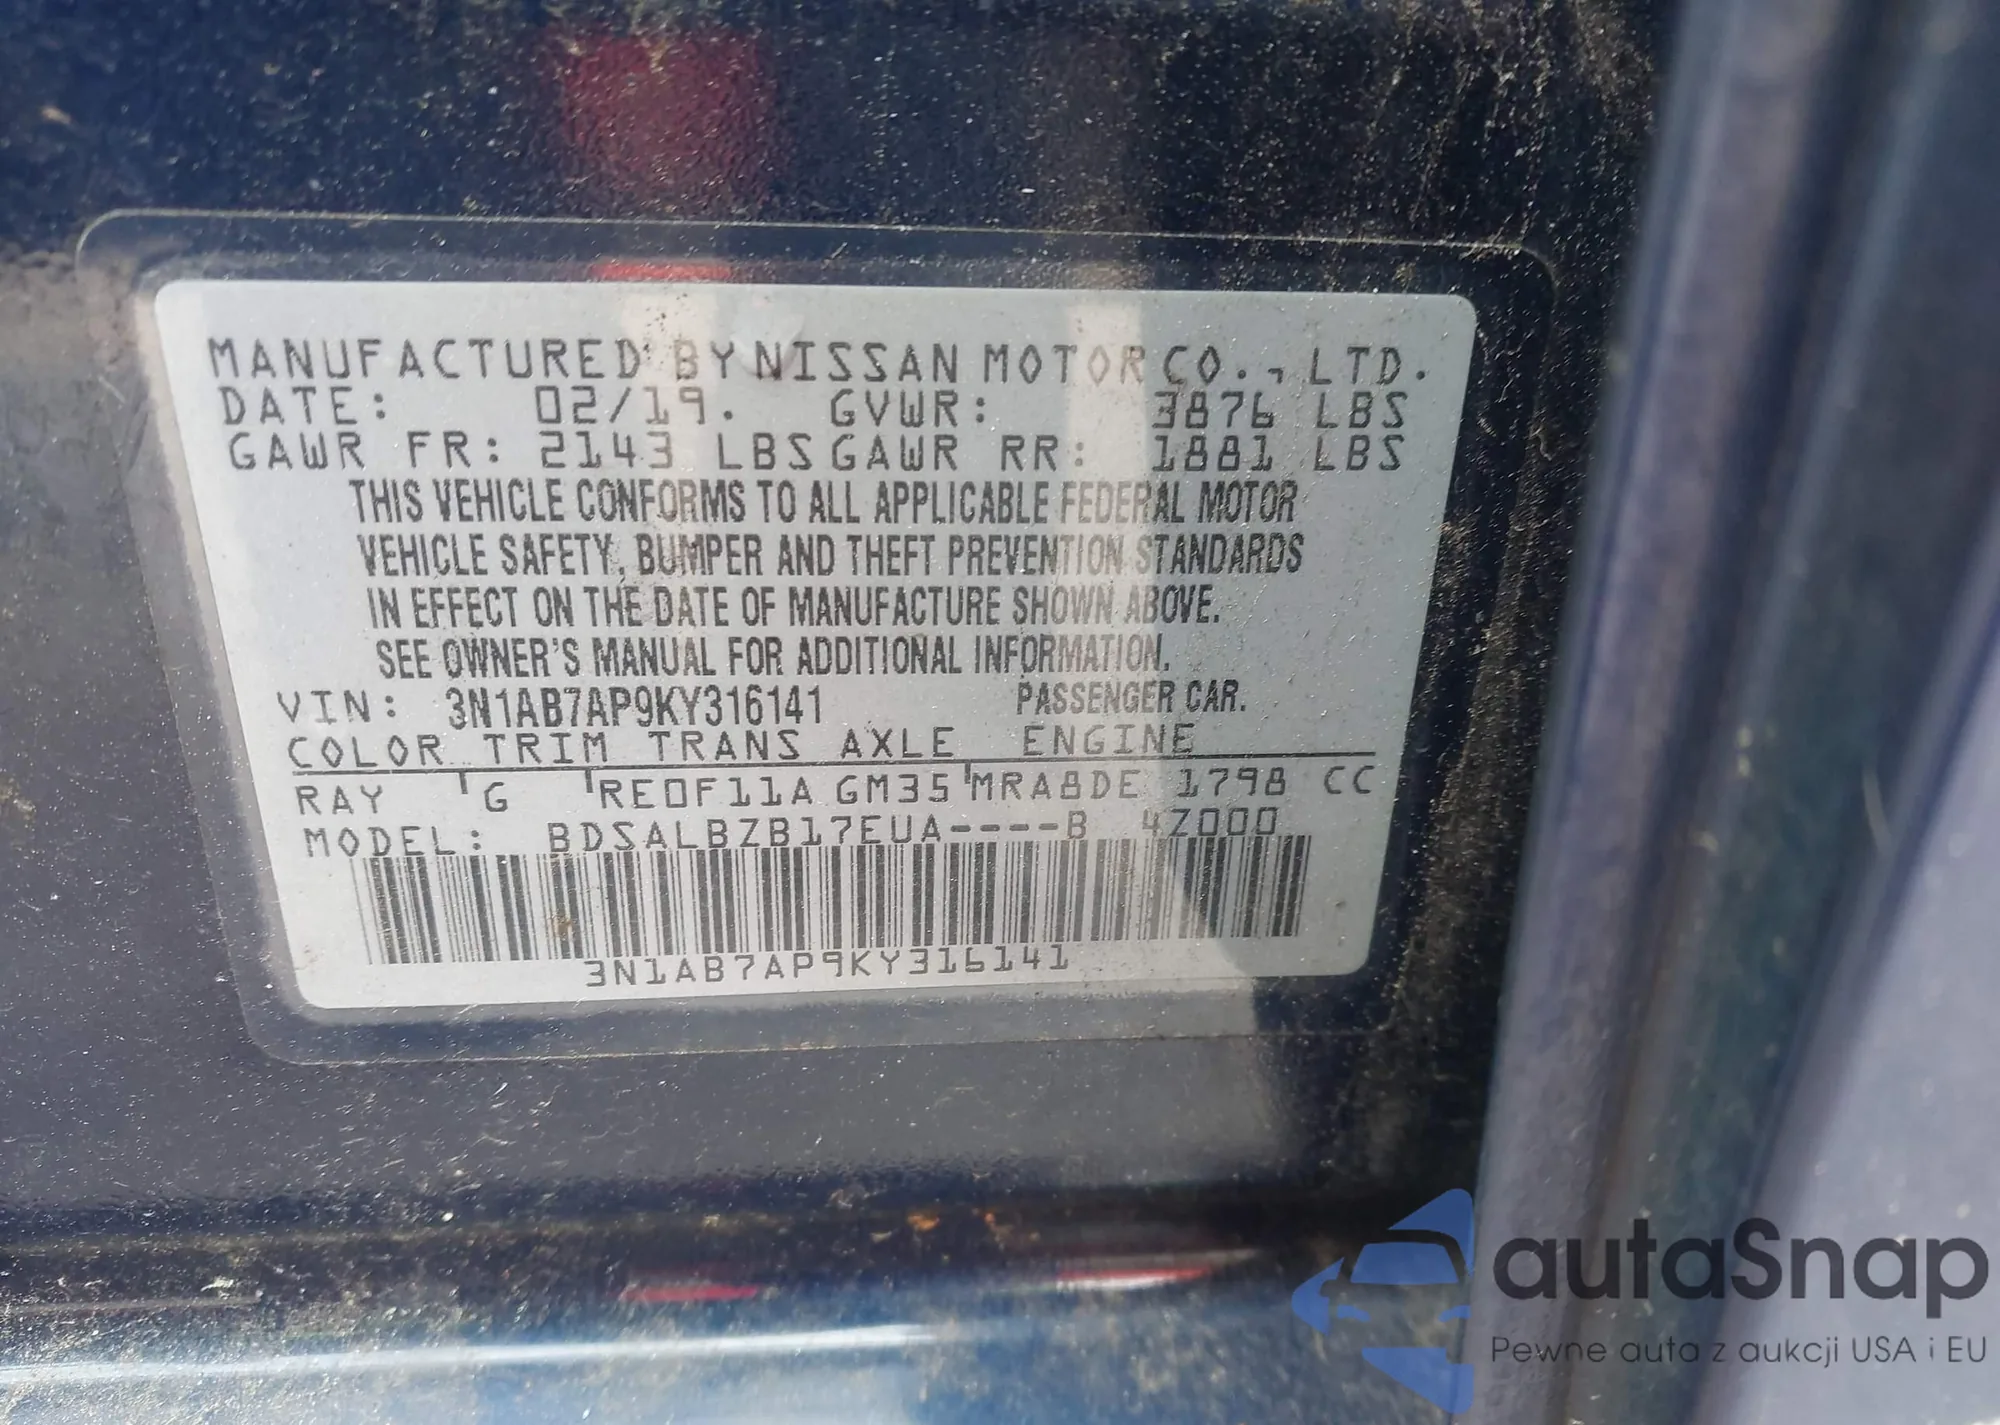 MANUFACTURED BY NISSAN MOTOR CO., LTD.
DATE: 02/19. GVWR: 3876 LBS
GAWR FR: 2143 LBS GAWR RR: 1881 LBS
THIS VEHICLE CONFORMS TO ALL APPLICABLE FEDERAL MOTOR
VEHICLE SAFETY, BUMPER AND THEFT PREVENTION STANDARDS
IN EFFECT ON THE DATE OF MANUFACTURE SHOWN ABOVE.
SEE OWNER'S MANUAL FOR ADDITIONAL INFORMATION.
VIN: 3N1AB7AP9KY316141 PASSENGER CAR.
COLOR TRIM TRANS AXLE ENGINE
RAY G RE0F11A GM35 MRA8DE 1798 CC
MODEL: BDSALBZB17EUA----B 4Z000
3N1AB7AP9KY316141
autaSnap
Pewne auta z aukcji USA i EU